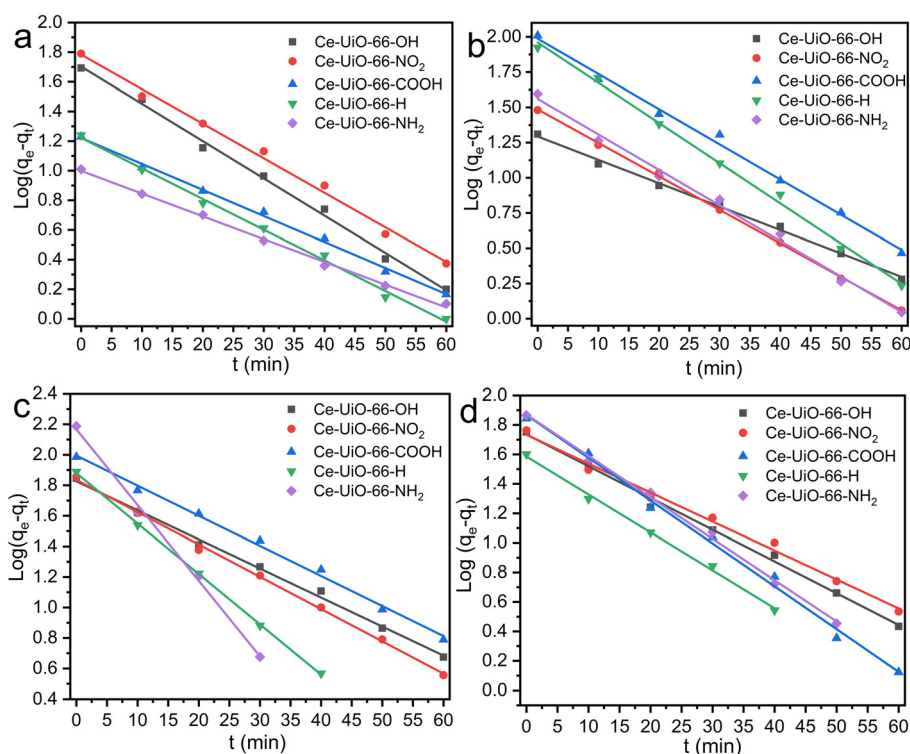 a
Ce-UiO-66-OH
Ce-UiO-66-NO₂
Ce-UiO-66-COOH
Ce-UiO-66-H
Ce-UiO-66-NH₂
Log(qₑ-qₜ)
2.0
1.8
1.6
1.4
1.2
1.0
0.8
0.6
0.4
0.2
0.0
0 5 10 15 20 25 30 35 40 45 50 55 60
t (min)
b
Ce-UiO-66-OH
Ce-UiO-66-NO₂
Ce-UiO-66-COOH
Ce-UiO-66-H
Ce-UiO-66-NH₂
Log (qₑ-qₜ)
2.00
1.75
1.50
1.25
1.00
0.75
0.50
0.25
0.00
0 5 10 15 20 25 30 35 40 45 50 55 60
t (min)
c
Ce-UiO-66-OH
Ce-UiO-66-NO₂
Ce-UiO-66-COOH
Ce-UiO-66-H
Ce-UiO-66-NH₂
Log(qₑ-qₜ)
2.4
2.2
2.0
1.8
1.6
1.4
1.2
1.0
0.8
0.6
0.4
0 5 10 15 20 25 30 35 40 45 50 55 60
t (min)
d
Ce-UiO-66-OH
Ce-UiO-66-NO₂
Ce-UiO-66-COOH
Ce-UiO-66-H
Ce-UiO-66-NH₂
Log (qₑ-qₜ)
2.0
1.8
1.6
1.4
1.2
1.0
0.8
0.6
0.4
0.2
0.0
0 5 10 15 20 25 30 35 40 45 50 55 60
t (min)